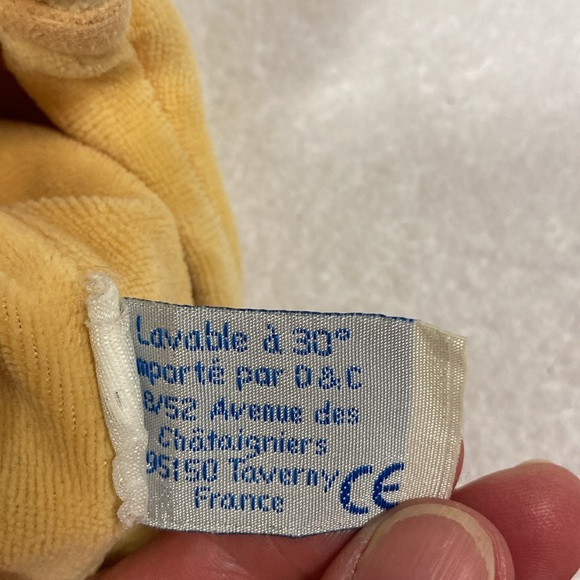 Lavable à 30°
mporté par D & C
8/52 Avenue des
Châtaigniers
95150 Taverny
France CE